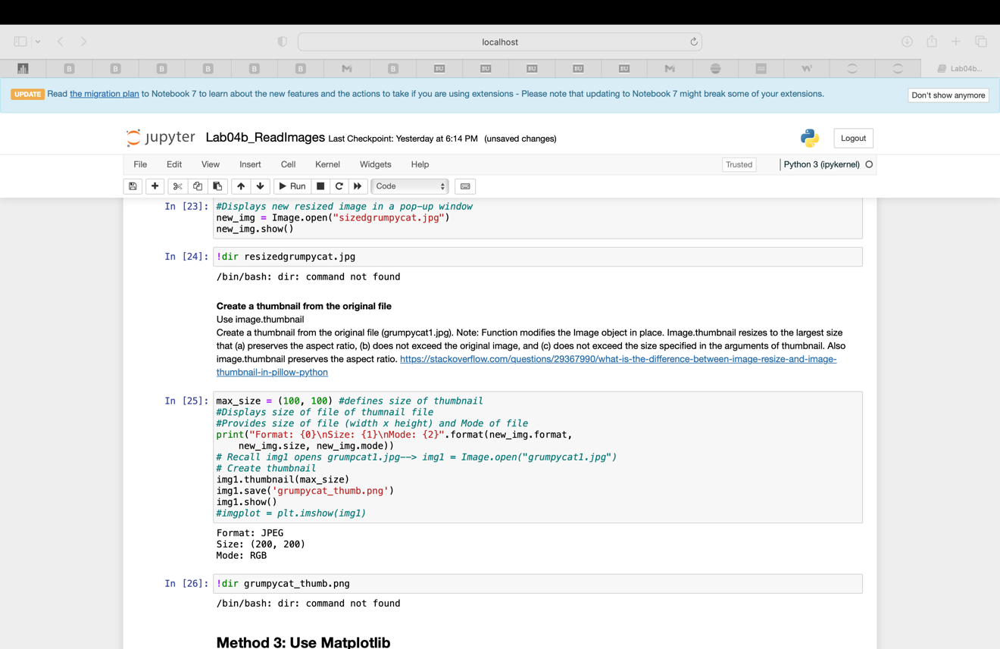 localhost
B
B
B
B
B
B
B
BU
BU
BU
BU
BU
Lab04b...
UPDATE Read the migration plan to Notebook 7 to learn about the new features and the actions to take if you are using extensions - Please note that updating to Notebook 7 might break some of your extensions.
Don't show anymore
jupyter Lab04b_ReadImages Last Checkpoint: Yesterday at 6:14 PM (unsaved changes)
Logout
File Edit View Insert Cell Kernel Widgets Help
Trusted
Python 3 (ipykernel)
Run
Code
In [23]: #Displays new resized image in a pop-up window
new_img = Image.open("sizedgrumpycat.jpg")
new_img.show()
In [24]: !dir resizedgrumpycat.jpg
/bin/bash: dir: command not found
Create a thumbnail from the original file
Use image.thumbnail
Create a thumbnail from the original file (grumpycat1.jpg). Note: Function modifies the Image object in place. Image.thumbnail resizes to the largest size
that (a) preserves the aspect ratio, (b) does not exceed the original image, and (c) does not exceed the size specified in the arguments of thumbnail. Also
image.thumbnail preserves the aspect ratio. https://stackoverflow.com/questions/29367990/what-is-the-difference-between-image-resize-and-image-
thumbnail-in-pillow-python
In [25]: max_size = (100, 100) #defines size of thumbnail
#Displays size of file of thumnail file
#Provides size of file (width x height) and Mode of file
print("Format: {0}\nSize: {1}\nMode: {2}".format(new_img.format,
new_img.size, new_img.mode))
# Recall img1 opens grumpcat1.jpg--> img1 = Image.open("grumpycat1.jpg")
# Create thumbnail
img1.thumbnail(max_size)
img1.save('grumpycat_thumb.png')
img1.show()
#imgplot = plt.imshow(img1)
Format: JPEG
Size: (200, 200)
Mode: RGB
In [26]: !dir grumpycat_thumb.png
/bin/bash: dir: command not found
Method 3: Use Matplotlib